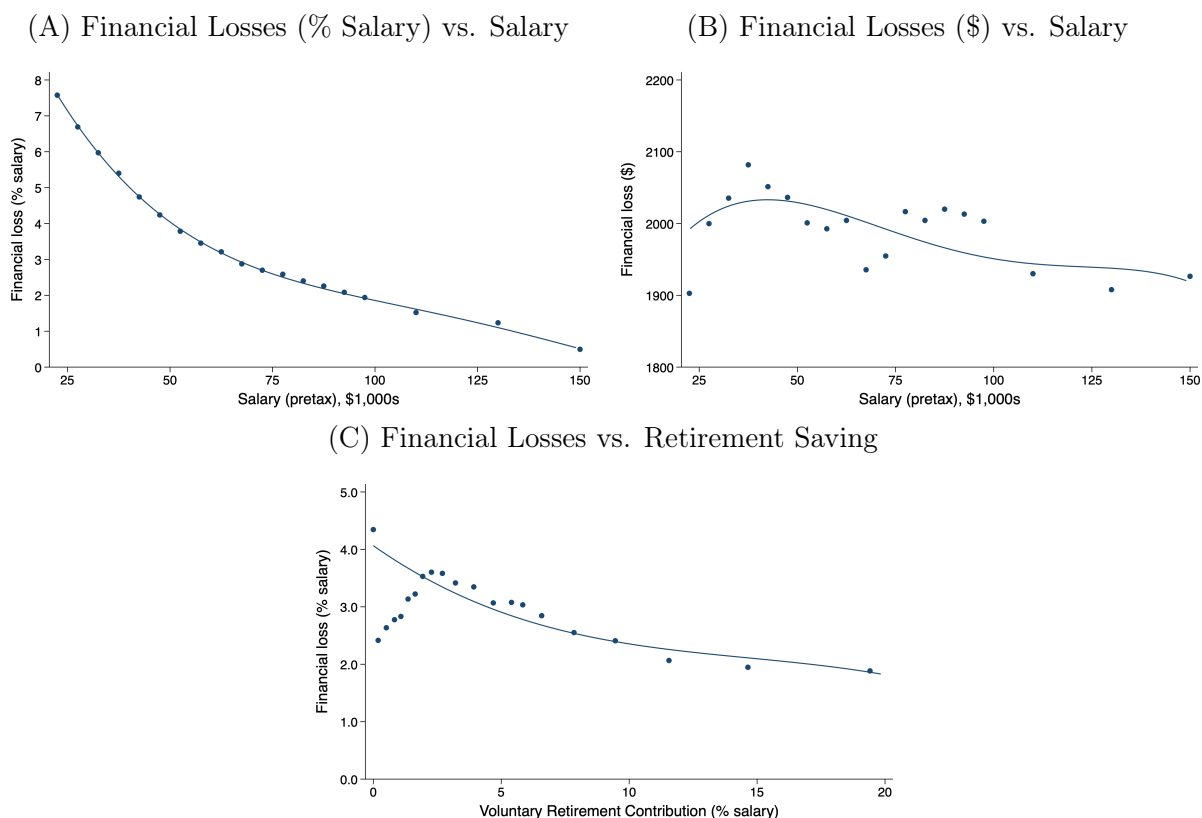 (A) Financial Losses (% Salary) vs. Salary
Financial loss (% salary)
8
7
6
5
4
3
2
1
0
25 50 75 100 125 150
Salary (pretax), $1,000s
(B) Financial Losses ($) vs. Salary
Financial loss ($)
2200
2100
2000
1900
1800
25 50 75 100 125 150
Salary (pretax), $1,000s
(C) Financial Losses vs. Retirement Saving
Financial loss (% salary)
5.0
4.0
3.0
2.0
1.0
0.0
0 5 10 15 20
Voluntary Retirement Contribution (% salary)